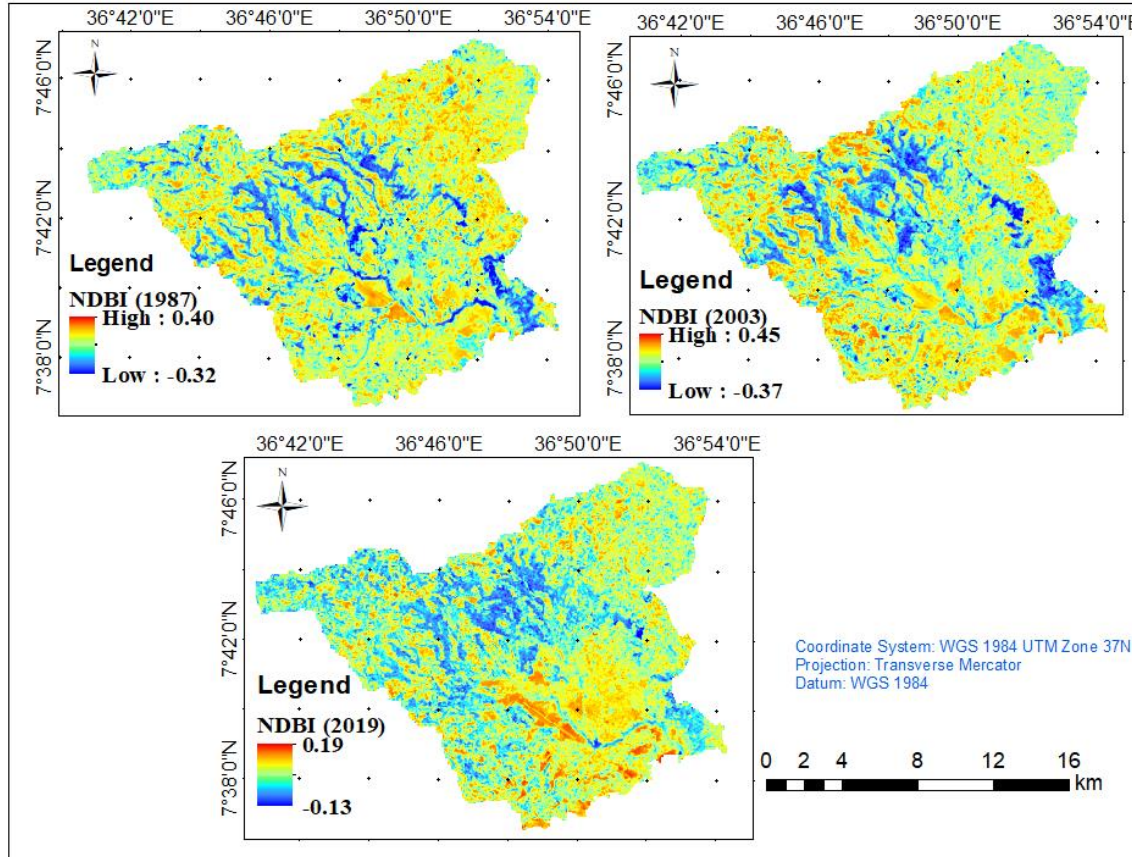 36°42'0"E 36°46'0"E 36°50'0"E 36°54'0"E
N
7°46'0"N
7°42'0"N
7°38'0"N
Legend
NDBI (1987)
High : 0.40
Low : -0.32
36°42'0"E 36°46'0"E 36°50'0"E 36°54'0"E
N
7°46'0"N
7°42'0"N
7°38'0"N
Legend
NDBI (2003)
High : 0.45
Low : -0.37
36°42'0"E 36°46'0"E 36°50'0"E 36°54'0"E
N
7°46'0"N
7°42'0"N
7°38'0"N
Legend
NDBI (2019)
0.19
-0.13
Coordinate System: WGS 1984 UTM Zone 37N
Projection: Transverse Mercator
Datum: WGS 1984
0 2 4 8 12 16
km